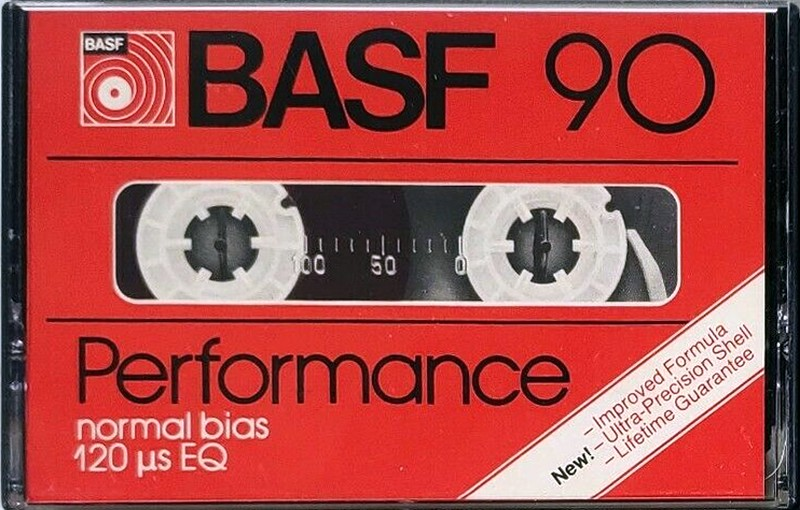 BASF
BASF 90
100 50 0
Performance
normal bias
120 µs EQ
New! – Improved Formula
– Ultra-Precision Shell
– Lifetime Guarantee